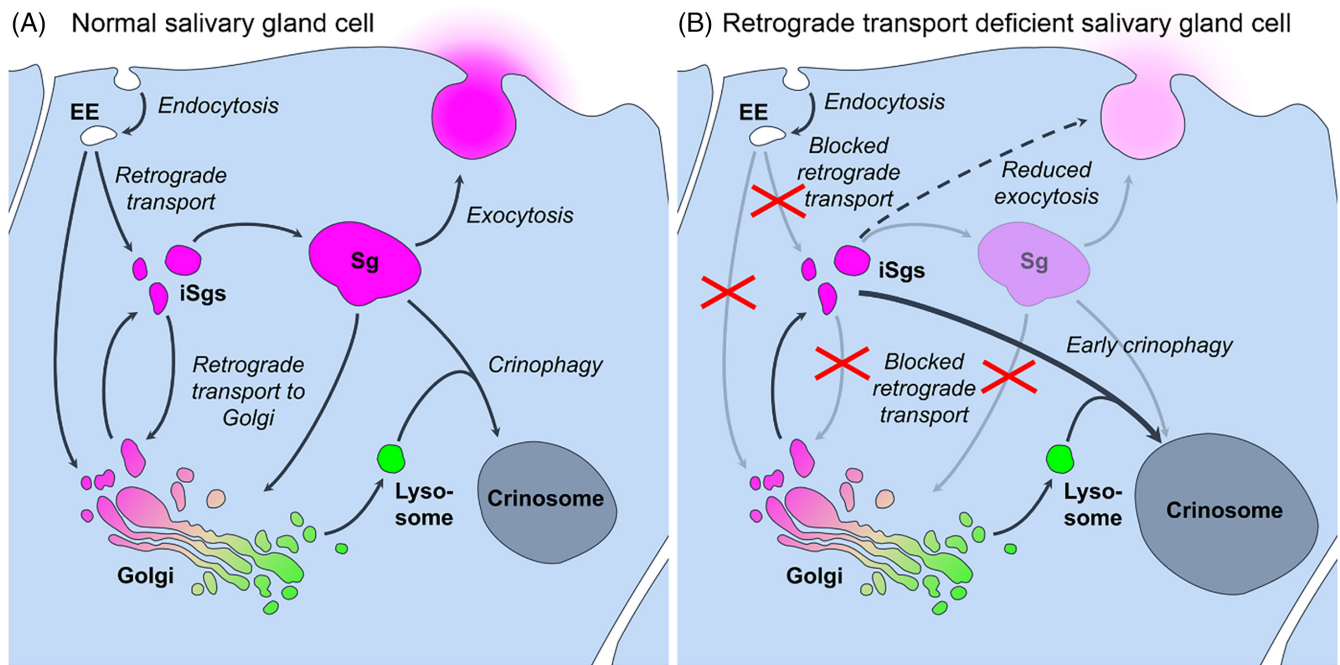 (A) Normal salivary gland cell
EE
Endocytosis
Retrograde
transport
Exocytosis
Sg
iSgs
Retrograde
transport to
Golgi
Crinophagy
Lyso-
some
Crinosome
Golgi
(B) Retrograde transport deficient salivary gland cell
EE
Endocytosis
Blocked
retrograde
transport
Reduced
exocytosis
Sg
iSgs
Early crinophagy
Blocked
retrograde
transport
Lyso-
some
Crinosome
Golgi